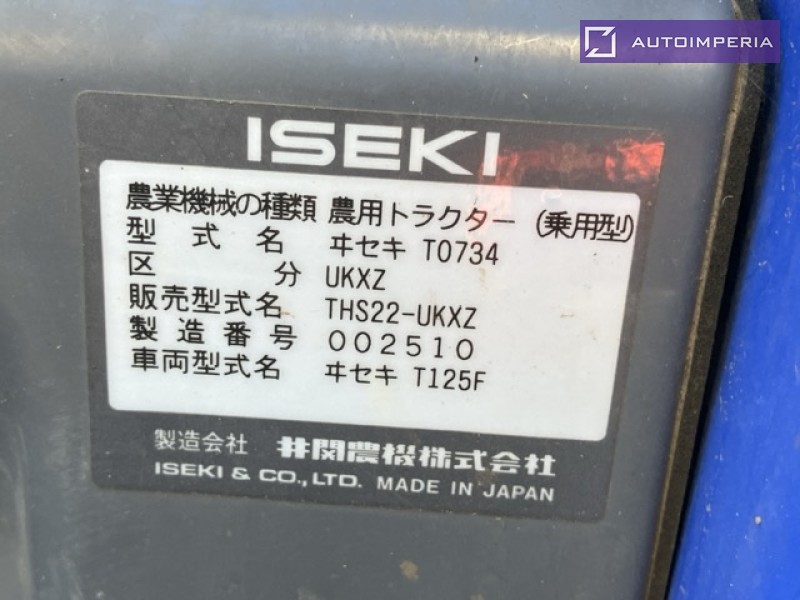 AUTOIMPERIA
ISEKI
農業機械の種類 農用トラクター (乗用型)
型式名 ヰセキ T0734
区分 UKXZ
販売型式名 THS22-UKXZ
製造番号 002510
車両型式名 ヰセキ T125F
製造会社 井関農機株式会社
ISEKI & CO.,LTD. MADE IN JAPAN